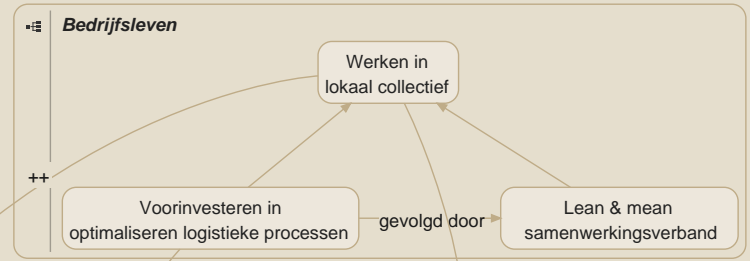 Bedrijfsleven
Werken in
lokaal collectief
++
Voorinvesteren in
optimaliseren logistieke processen
gevolgd door
Lean & mean
samenwerkingsverband